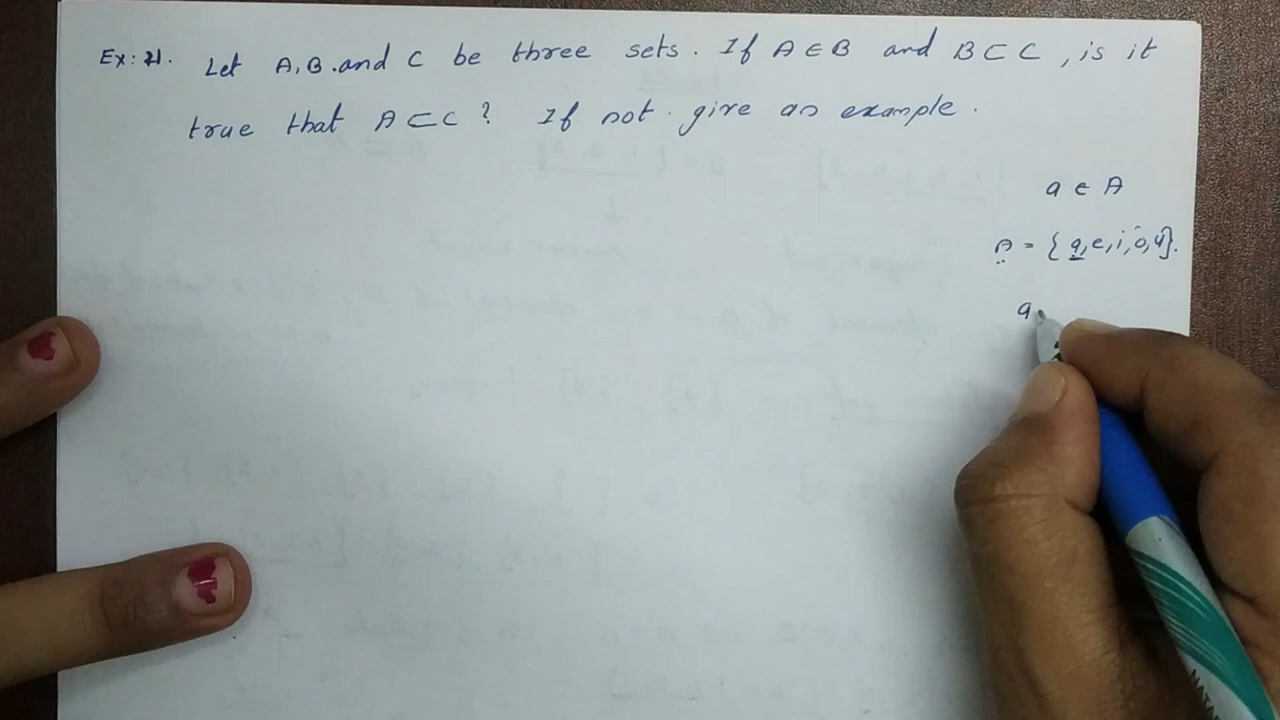 Ex: 21. Let A, B. and C be three sets. If A ∈ B and B ⊂ C, is it
true that A ⊂ C? If not give an example.
a ∈ A
A = {a,e,i,o,u}.
a